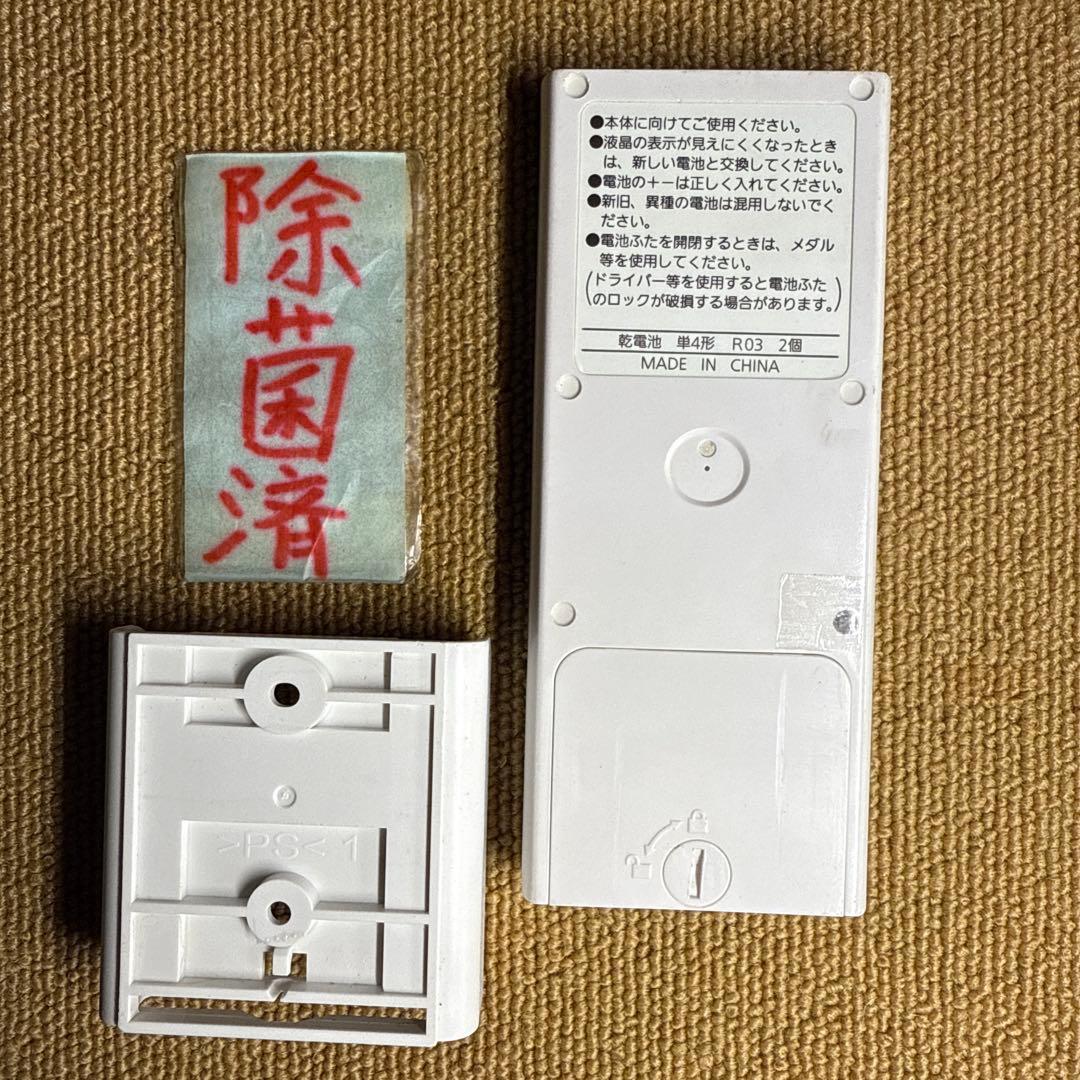 除菌済
●本体に向けてご使用ください。
●液晶の表示が見えにくくなったとき
は、新しい電池と交換してください。
●電池の+−は正しく入れてください。
●新旧、異種の電池は混用しないでく
ださい。
●電池ふたを開閉するときは、メダル
等を使用してください。
(ドライバー等を使用すると電池ふた
のロックが破損する場合があります。)
乾電池 単4形 R03 2個
MADE IN CHINA
>PS< 1